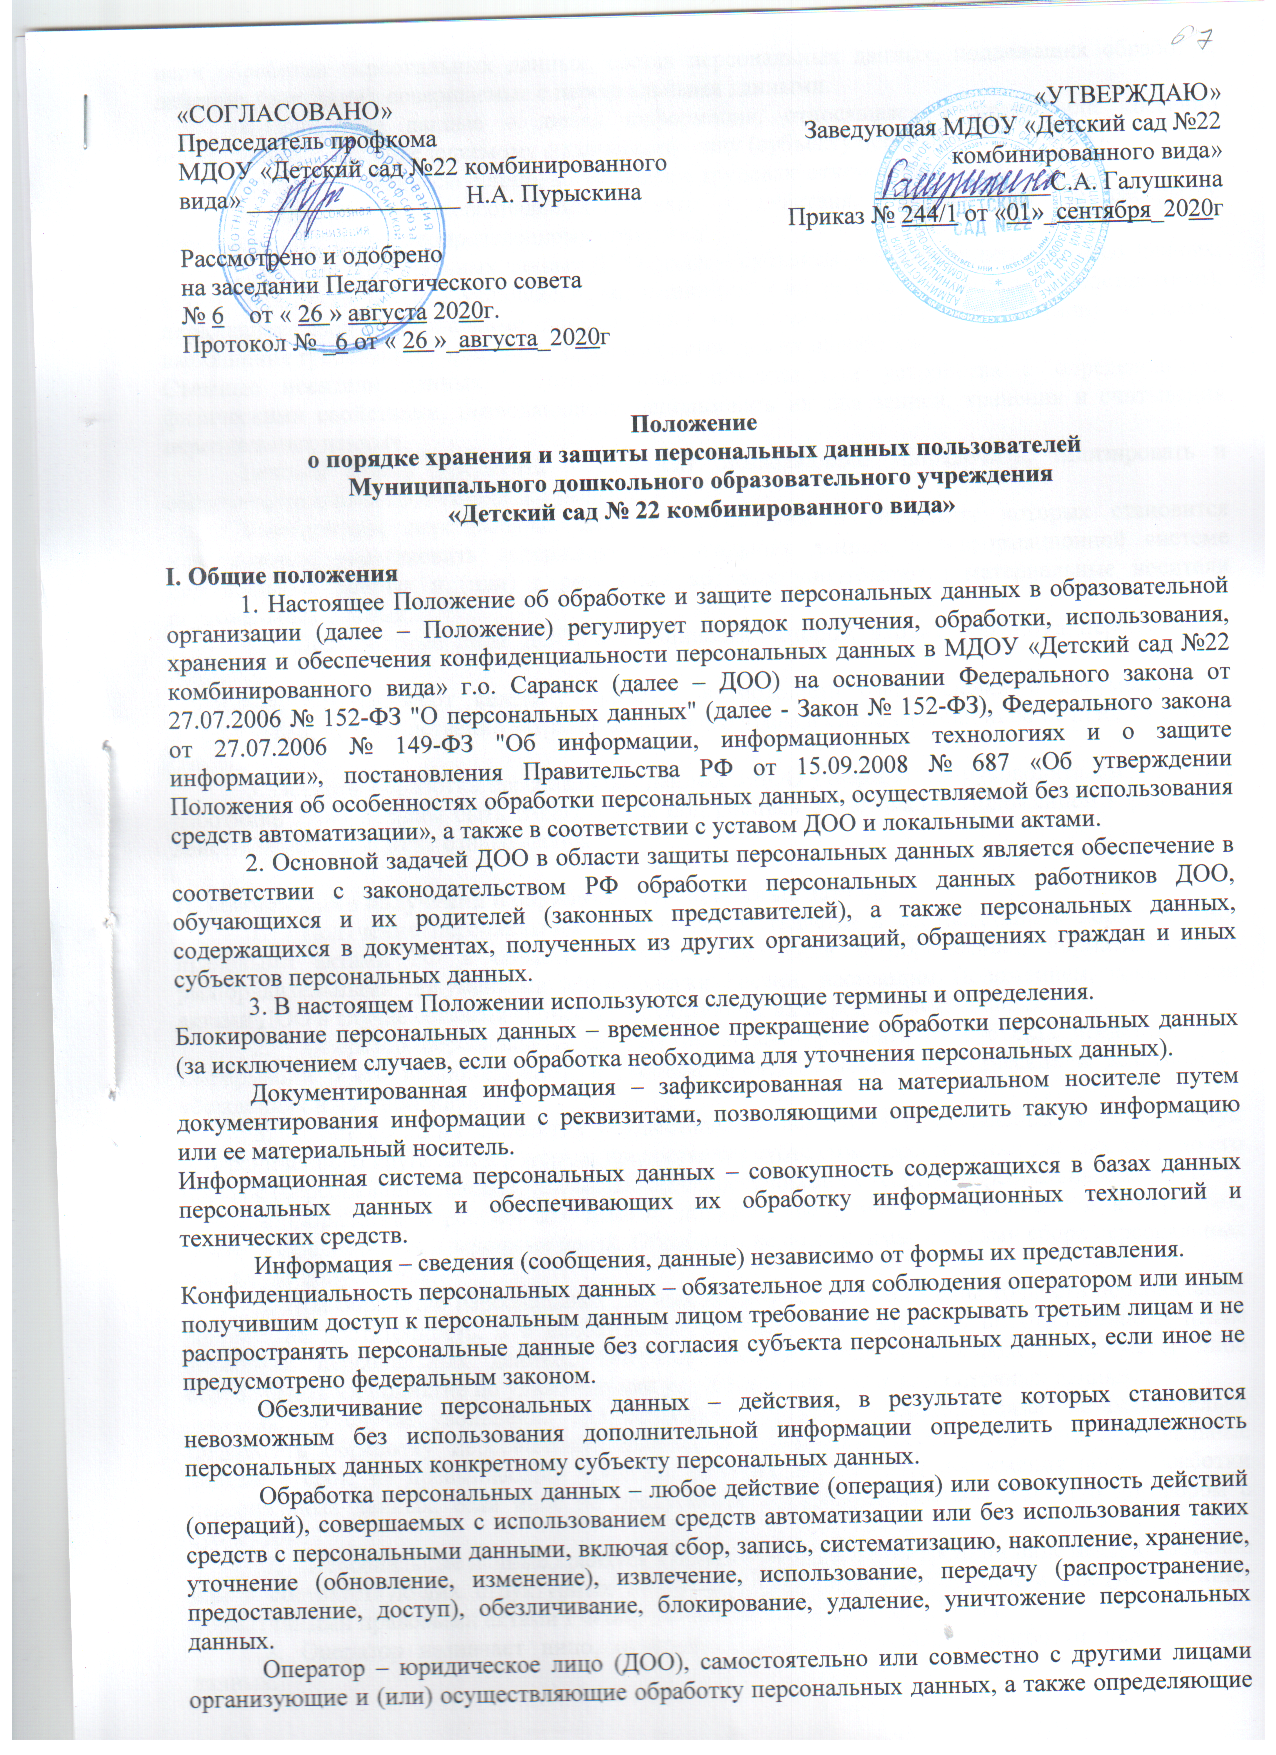 67
«СОГЛАСОВАНО»
Председатель профкома
МДОУ «Детский сад №22 комбинированного
вида» ________________ Н.А. Пурыскина
«УТВЕРЖДАЮ»
Заведующая МДОУ «Детский сад №22
комбинированного вида»
С.А. Галушкина
Приказ № 244/1 от «01»_сентября_2020г
ДЕТСКИЙ
САД №22
Рассмотрено и одобрено
на заседании Педагогического совета
№ 6 от « 26 » августа 2020г.
Протокол № _6 от « 26 »_августа_2020г
Положение
о порядке хранения и защиты персональных данных пользователей
Муниципального дошкольного образовательного учреждения
«Детский сад № 22 комбинированного вида»
I. Общие положения
1. Настоящее Положение об обработке и защите персональных данных в образовательной
организации (далее – Положение) регулирует порядок получения, обработки, использования,
хранения и обеспечения конфиденциальности персональных данных в МДОУ «Детский сад №22
комбинированного вида» г.о. Саранск (далее – ДОО) на основании Федерального закона от
27.07.2006 № 152-ФЗ "О персональных данных" (далее - Закон № 152-ФЗ), Федерального закона
от 27.07.2006 № 149-ФЗ "Об информации, информационных технологиях и о защите
информации», постановления Правительства РФ от 15.09.2008 № 687 «Об утверждении
Положения об особенностях обработки персональных данных, осуществляемой без использования
средств автоматизации», а также в соответствии с уставом ДОО и локальными актами.
2. Основной задачей ДОО в области защиты персональных данных является обеспечение в
соответствии с законодательством РФ обработки персональных данных работников ДОО,
обучающихся и их родителей (законных представителей), а также персональных данных,
содержащихся в документах, полученных из других организаций, обращениях граждан и иных
субъектов персональных данных.
3. В настоящем Положении используются следующие термины и определения.
Блокирование персональных данных – временное прекращение обработки персональных данных
(за исключением случаев, если обработка необходима для уточнения персональных данных).
Документированная информация – зафиксированная на материальном носителе путем
документирования информации с реквизитами, позволяющими определить такую информацию
или ее материальный носитель.
Информационная система персональных данных – совокупность содержащихся в базах данных
персональных данных и обеспечивающих их обработку информационных технологий и
технических средств.
Информация – сведения (сообщения, данные) независимо от формы их представления.
Конфиденциальность персональных данных – обязательное для соблюдения оператором или иным
получившим доступ к персональным данным лицом требование не раскрывать третьим лицам и не
распространять персональные данные без согласия субъекта персональных данных, если иное не
предусмотрено федеральным законом.
Обезличивание персональных данных – действия, в результате которых становится
невозможным без использования дополнительной информации определить принадлежность
персональных данных конкретному субъекту персональных данных.
Обработка персональных данных – любое действие (операция) или совокупность действий
(операций), совершаемых с использованием средств автоматизации или без использования таких
средств с персональными данными, включая сбор, запись, систематизацию, накопление, хранение,
уточнение (обновление, изменение), извлечение, использование, передачу (распространение,
предоставление, доступ), обезличивание, блокирование, удаление, уничтожение персональных
данных.
Оператор – юридическое лицо (ДОО), самостоятельно или совместно с другими лицами
организующие и (или) осуществляющие обработку персональных данных, а также определяющие